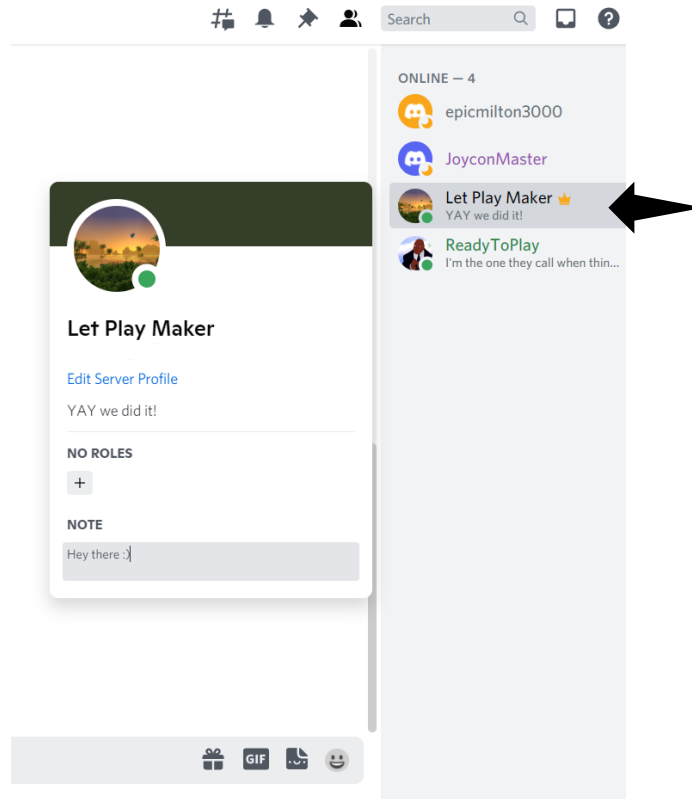 Search
ONLINE — 4
epicmilton3000
JoyconMaster
Let Play Maker
YAY we did it!
ReadyToPlay
I'm the one they call when thin...
Let Play Maker
Edit Server Profile
YAY we did it!
NO ROLES
+
NOTE
Hey there :)
GIF